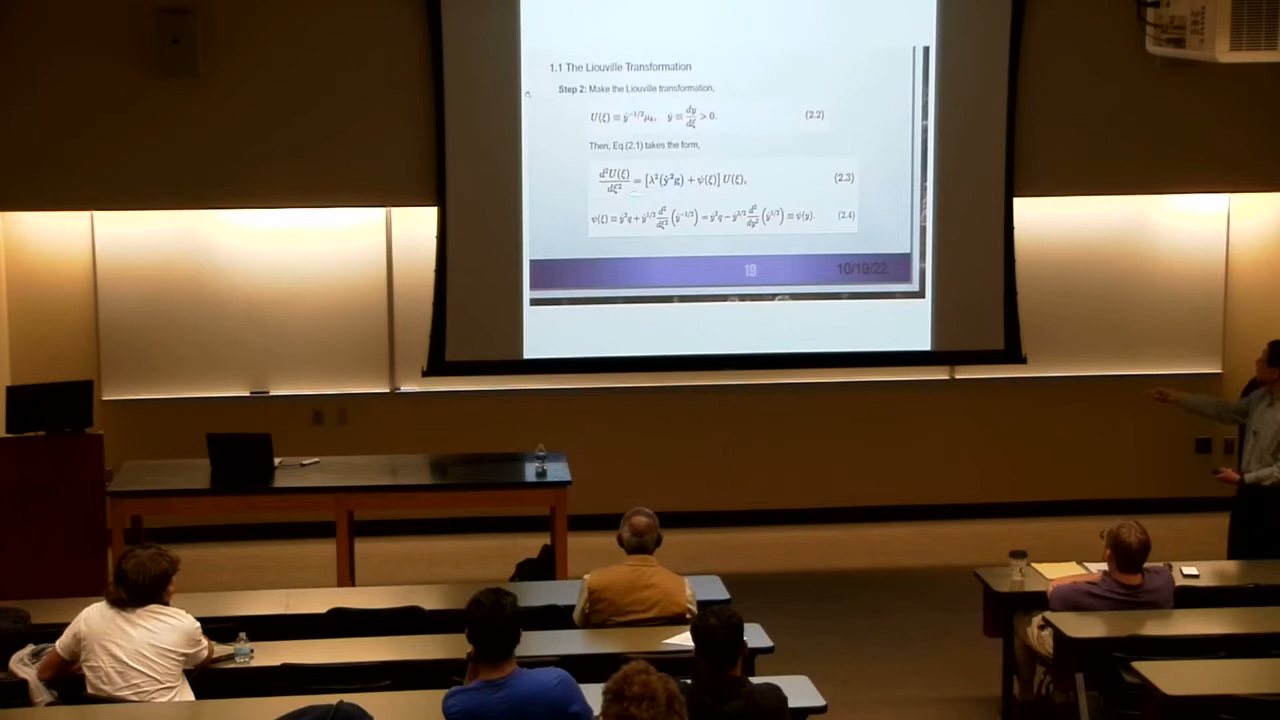 1.1 The Liouville Transformation
Step 2: Make the Liouville transformation,
U(ξ) ≡ ẏ^{-1/2}μ_k, ẏ ≡ dy/dξ > 0. (2.2)
Then, Eq.(2.1) takes the form,
d²U(ξ)/dξ² = [λ²(ẏ²g) + ψ(ξ)] U(ξ), (2.3)
ψ(ξ) ≡ ẏ²q + ẏ^{1/2} d²/dξ² (ẏ^{-1/2}) = ẏ²q − ẏ^{3/2} d²/dy² (ẏ^{1/2}) ≡ ψ(y). (2.4)
19 10/19/22